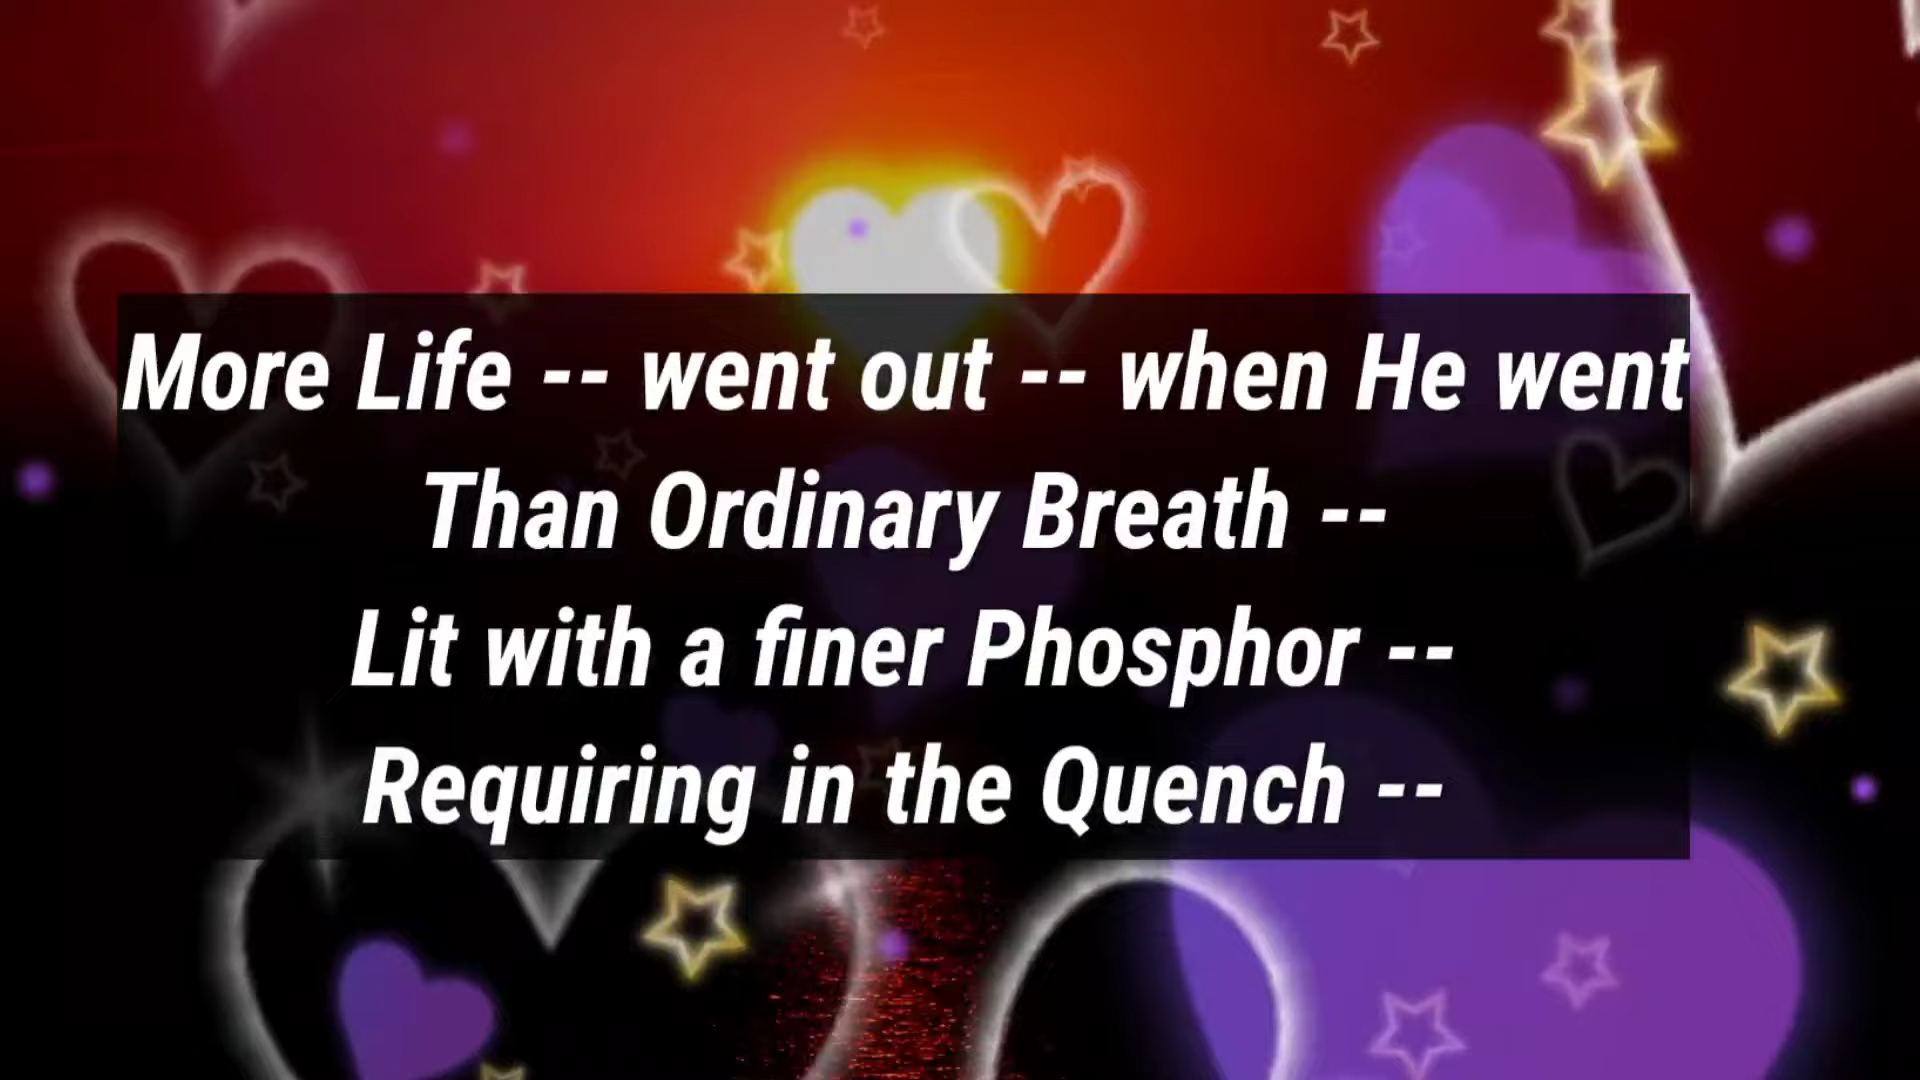 More Life -- went out -- when He went
Than Ordinary Breath --
Lit with a finer Phosphor --
Requiring in the Quench --